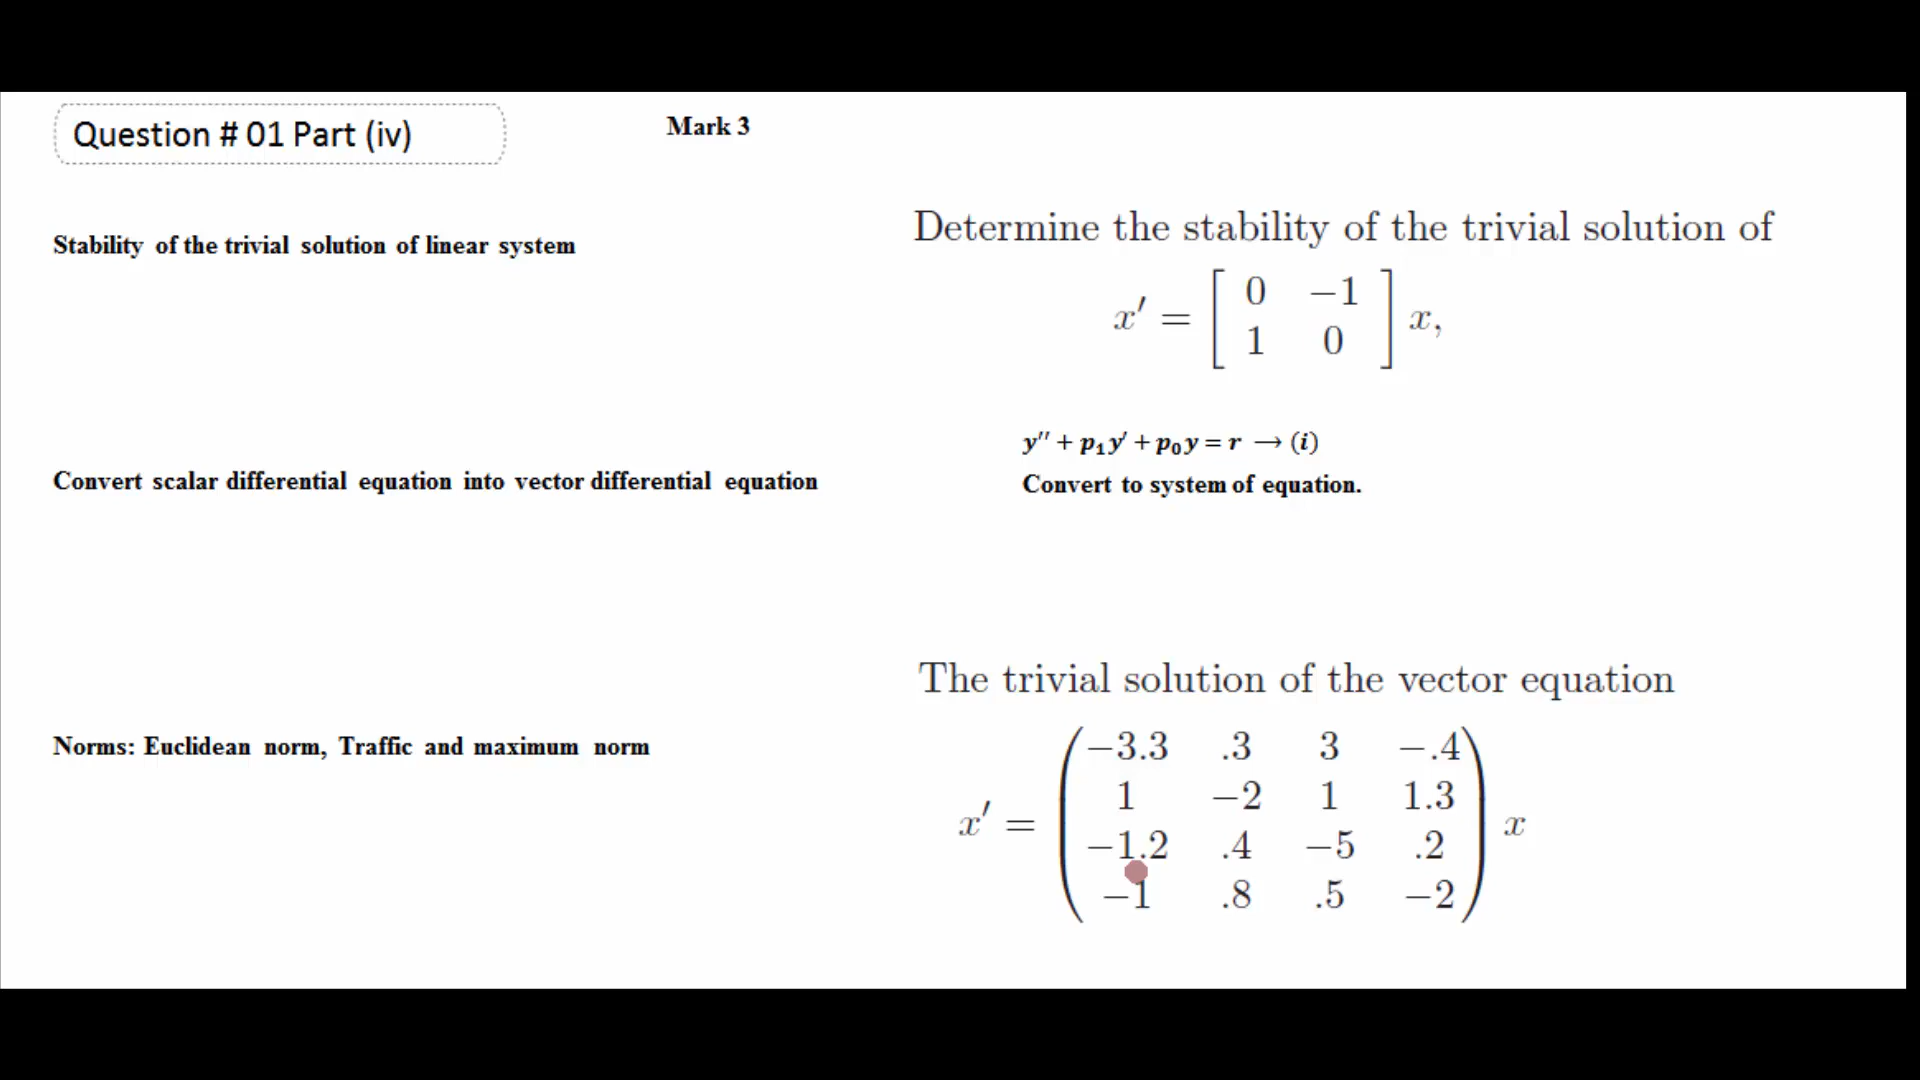 Question # 01 Part (iv)
Mark 3
Stability of the trivial solution of linear system
Determine the stability of the trivial solution of
x′ = [ 0 −1
1 0 ] x,
Convert scalar differential equation into vector differential equation
y′′ + p₁y′ + p₀y = r → (i)
Convert to system of equation.
Norms: Euclidean norm, Traffic and maximum norm
The trivial solution of the vector equation
x′ = ( −3.3 .3 3 −.4
1 −2 1 1.3
−1.2 .4 −5 .2
−1 .8 .5 −2 ) x